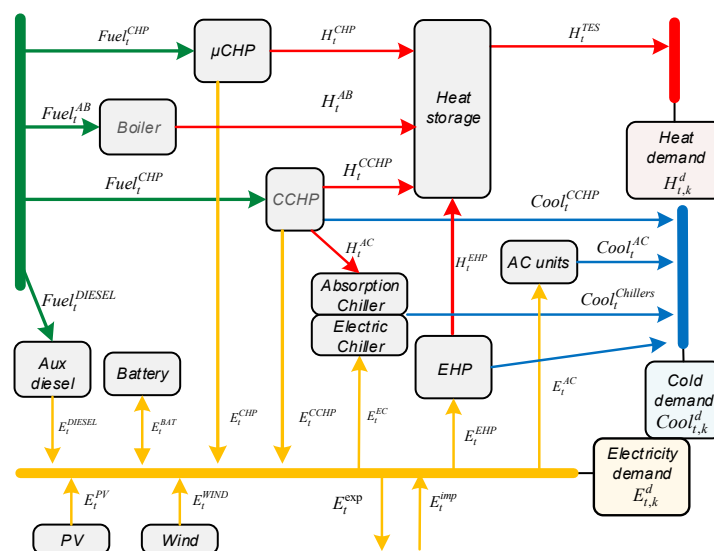 Fuel_t^{CHP}
μCHP
H_t^{CHP}
H_t^{TES}
Fuel_t^{AB}
Boiler
H_t^{AB}
Heat
storage
Heat
demand
H_{t,k}^d
Fuel_t^{CHP}
CCHP
H_t^{CCHP}
Cool_t^{CCHP}
H_t^{AC}
H_t^{EHP}
AC units
Cool_t^{AC}
Fuel_t^{DIESEL}
Absorption
Chiller
Electric
Chiller
Cool_t^{Chillers}
Aux
diesel
Battery
EHP
Cold
demand
Cool_{t,k}^d
E_t^{DIESEL}
E_t^{BAT}
E_t^{CHP}
E_t^{CCHP}
E_t^{EC}
E_t^{EHP}
E_t^{AC}
Electricity
demand
E_{t,k}^d
E_t^{PV}
E_t^{WIND}
E_t^{exp}
E_t^{imp}
PV
Wind